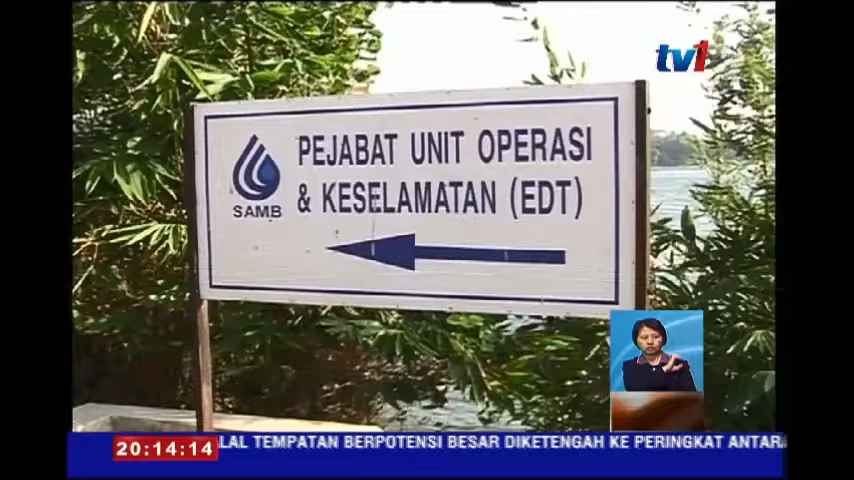 tv1
PEJABAT UNIT OPERASI
& KESELAMATAN (EDT)
SAMB
20:14:14
TEMPATAN BERPOTENSI BESAR DIKETENGAH KE PERINGKAT